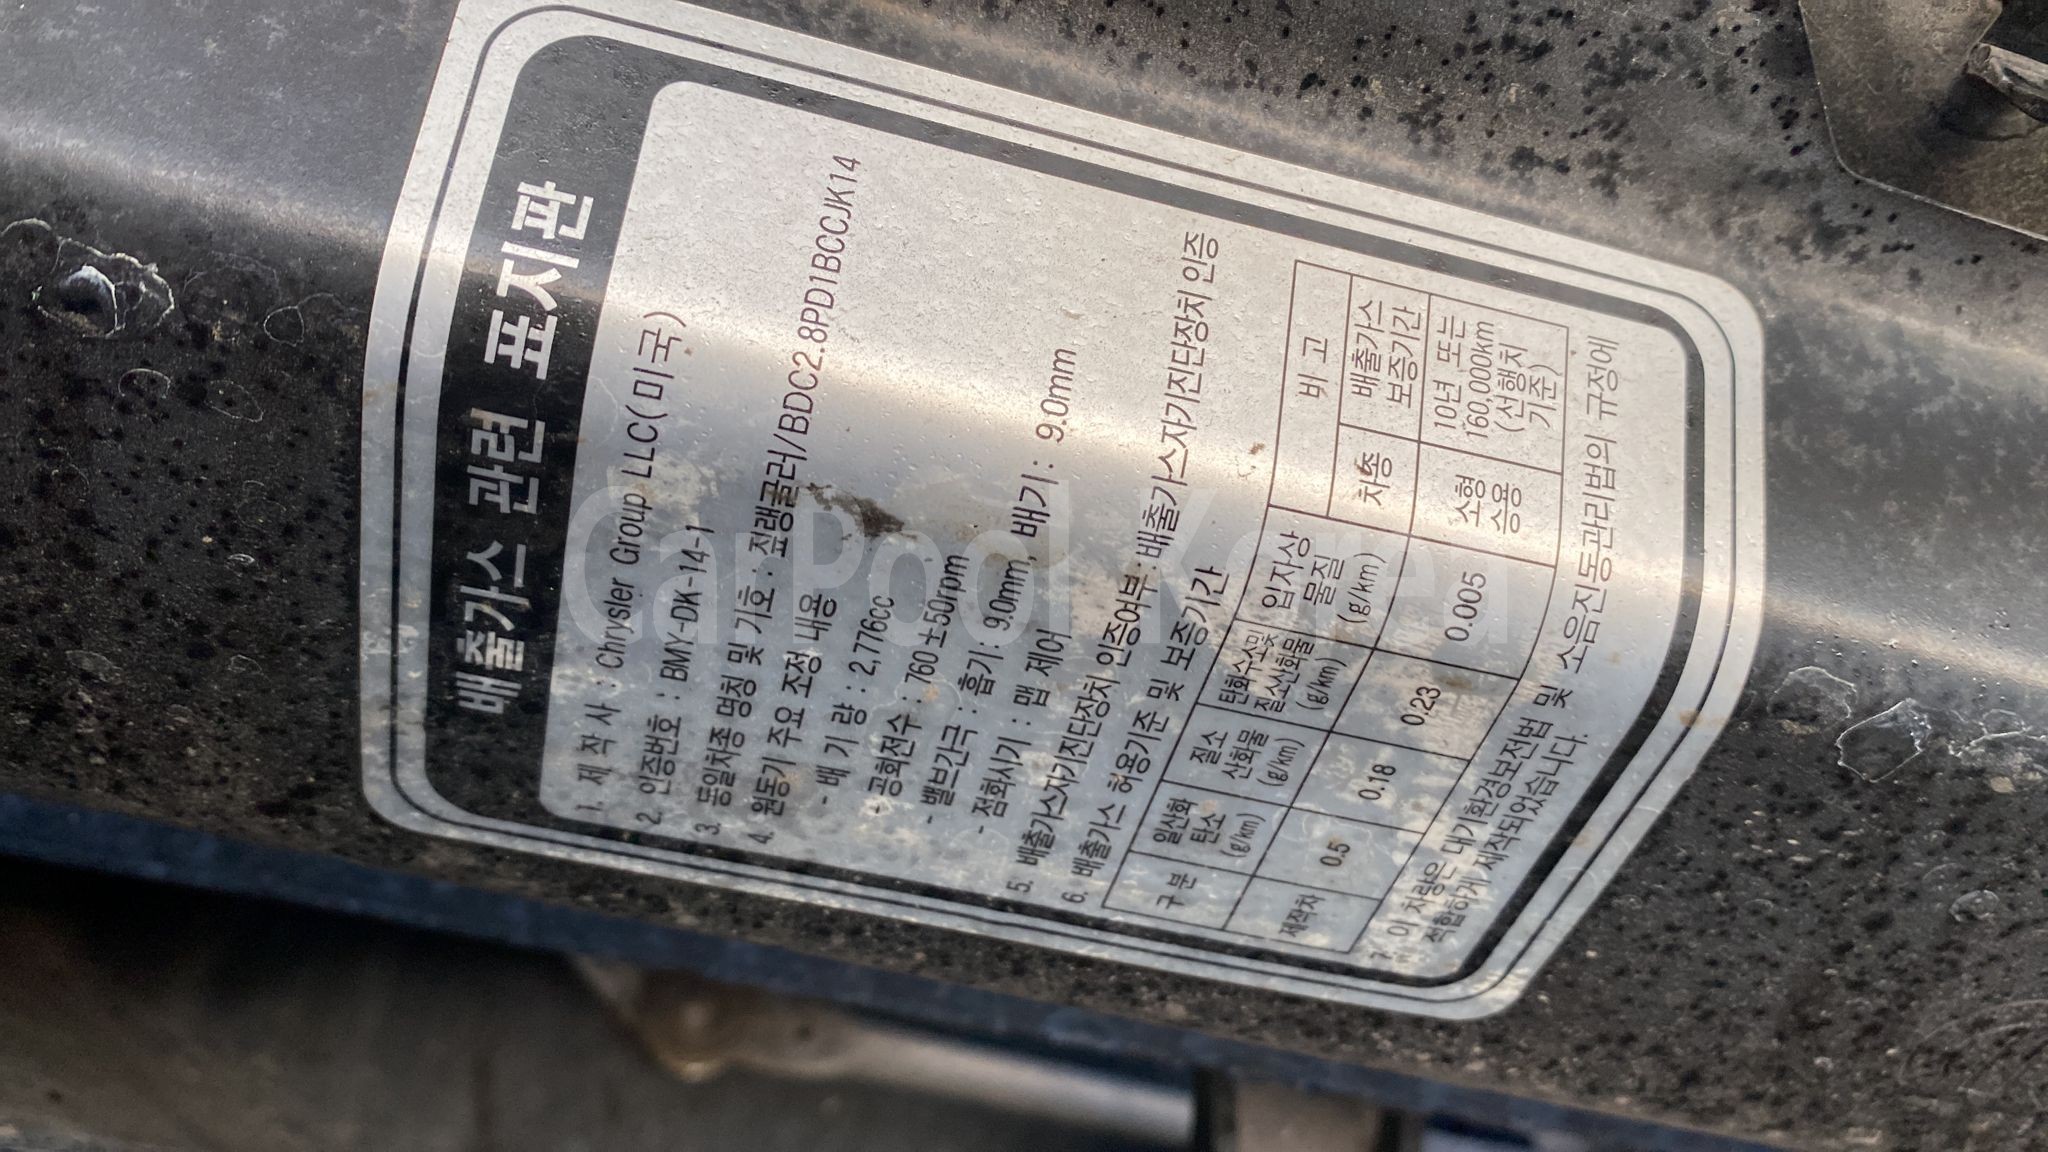 배출가스 관련 표지판
1. 제 작 사 : Chrysler Group LLC(미국)
2. 인증번호 : BMY-DK-14-1
3. 동일차종 명칭 및 기호 : 짚랭글러/BDC2.8PD1BCCJK14
4. 원동기 주요 조정 내용
- 배 기 량 : 2,776cc
- 공회전수 : 760±50rpm
- 밸브간극 : 흡기: 9.0mm, 배기: 9.0mm
- 점화시기 : 맵 제어
5. 배출가스자기진단장치 인증여부 : 배출가스자기진단장치 인증
6. 배출가스 허용기준 및 보증기간
구 분 일산화탄소 (g/km) 질소산화물 (g/km) 탄화수소및질소산화물 (g/km) 입자상물질 (g/km) 비 고
차종 배출가스 보증기간
제작차 0.5 0.18 0.23 0.005 소형승용 10년 또는 160,000km (선행치 기준)
7. 이 차량은 대기환경보전법 및 소음진동관리법의 규정에
적합하게 제작되었습니다.
CarPool Korea